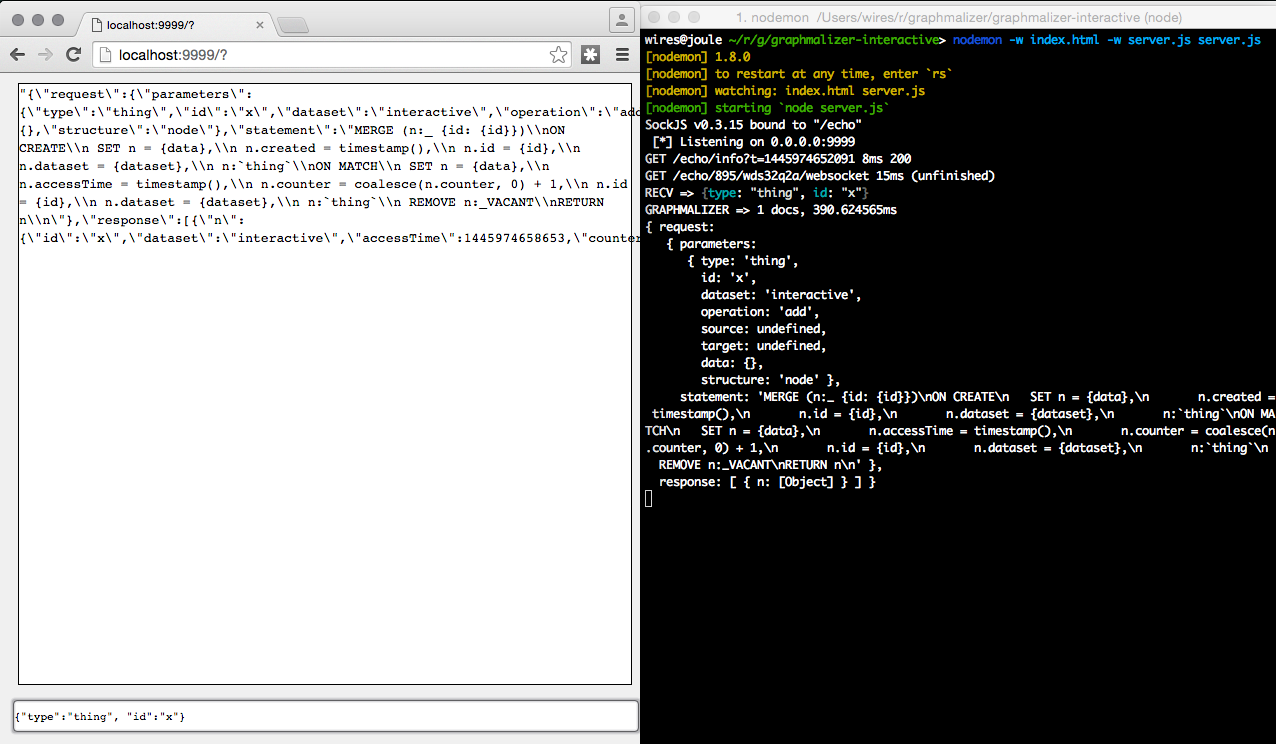 localhost:9999/?
localhost:9999/?
"{\"request\":{\"parameters\":
{\"type\":\"thing\",\"id\":\"x\",\"dataset\":\"interactive\",\"operation\":\"add
{},\"structure\":\"node\"},\"statement\":\"MERGE (n:_ {id: {id}})\\nON
CREATE\\n SET n = {data},\\n n.created = timestamp(),\\n n.id = {id},\\n
n.dataset = {dataset},\\n n:`thing`\\nON MATCH\\n SET n = {data},\\n
n.accessTime = timestamp(),\\n n.counter = coalesce(n.counter, 0) + 1,\\n n.id
= {id},\\n n.dataset = {dataset},\\n n:`thing`\\n REMOVE n:_VACANT\\nRETURN
n\\n\"},\"response\":[{\"n\":
{\"id\":\"x\",\"dataset\":\"interactive\",\"accessTime\":1445974658653,\"counter
{"type":"thing", "id":"x"}
1. nodemon /Users/wires/r/graphmalizer/graphmalizer-interactive (node)
wires@joule ~/r/g/graphmalizer-interactive> nodemon -w index.html -w server.js server.js
[nodemon] 1.8.0
[nodemon] to restart at any time, enter `rs`
[nodemon] watching: index.html server.js
[nodemon] starting `node server.js`
SockJS v0.3.15 bound to "/echo"
[*] Listening on 0.0.0.0:9999
GET /echo/info?t=1445974652091 8ms 200
GET /echo/895/wds32q2a/websocket 15ms (unfinished)
RECV => {type: "thing", id: "x"}
GRAPHMALIZER => 1 docs, 390.624565ms
{ request:
{ parameters:
{ type: 'thing',
id: 'x',
dataset: 'interactive',
operation: 'add',
source: undefined,
target: undefined,
data: {},
structure: 'node' },
statement: 'MERGE (n:_ {id: {id}})\nON CREATE\n   SET n = {data},\n       n.created =
timestamp(),\n       n.id = {id},\n       n.dataset = {dataset},\n       n:`thing`\nON MA
TCH\n   SET n = {data},\n       n.accessTime = timestamp(),\n       n.counter = coalesce(n
.counter, 0) + 1,\n       n.id = {id},\n       n.dataset = {dataset},\n       n:`thing`\n
REMOVE n:_VACANT\nRETURN n\n' },
response: [ { n: [Object] } ] }